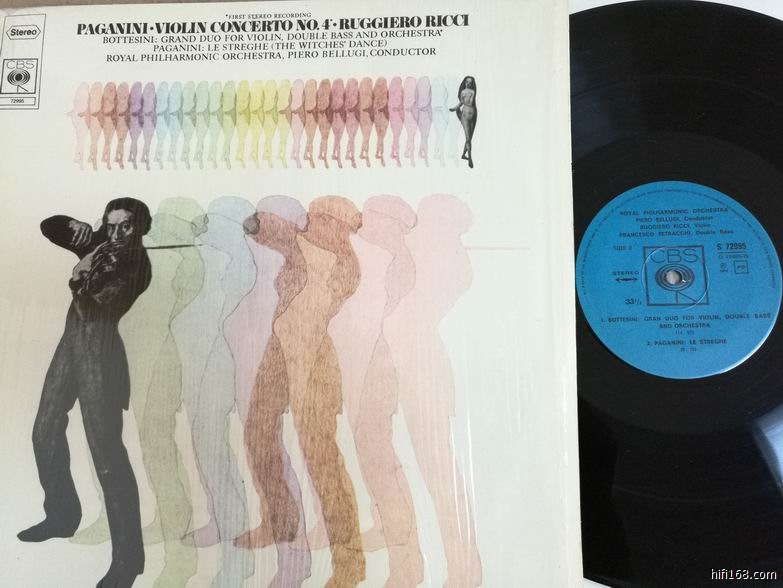 *FIRST STEREO RECORDING
PAGANINI·VIOLIN CONCERTO NO. 4*·RUGGIERO RICCI
BOTTESINI: GRAND DUO FOR VIOLIN, DOUBLE BASS AND ORCHESTRA*
PAGANINI: LE STREGHE (THE WITCHES' DANCE)
ROYAL PHILHARMONIC ORCHESTRA, PIERO BELLUGI, CONDUCTOR
Stereo
CBS
72995
ROYAL PHILHARMONIC ORCHESTRA
PIERO BELLUGI, Conductor
RUGGIERO RICCI, Violin
FRANCESCO PETRACCHI, Double Bass
SIDE 2
CBS
S 72995
STEREO
33⅓
1. BOTTESINI: GRAN DUO FOR VIOLIN, DOUBLE BASS
AND ORCHESTRA
2. PAGANINI: LE STREGHE
hifi168.com